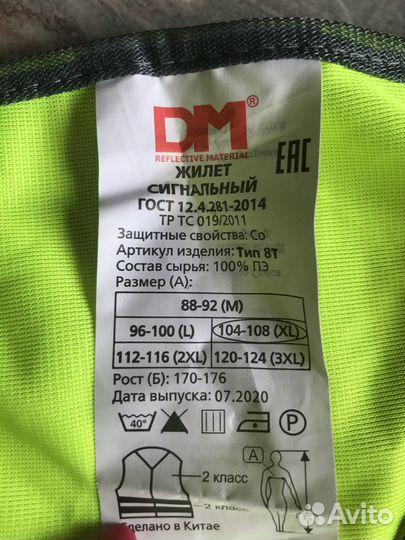 DM®
REFLECTIVE MATERIAL
EAC
ЖИЛЕТ
СИГНАЛЬНЫЙ
ГОСТ 12.4.281-2014
ТР ТС 019/2011
Защитные свойства: Со
Артикул изделия: Тип 8Т
Состав сырья: 100% ПЭ
Размер (А):
88-92 (M)
96-100 (L) 104-108 (XL)
112-116 (2XL) 120-124 (3XL)
Рост (Б): 170-176
Дата выпуска: 07.2020
40° P
2 класс A
2 класс
Сделано в Китае
Avito